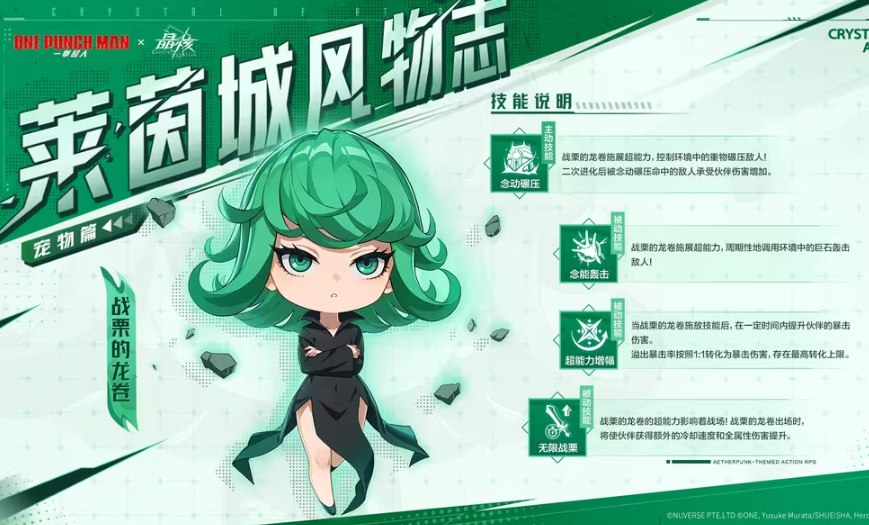 CRYSTAL OF AT
ONE PUNCH MAN
一拳超人
×
晶核
CRYST
A
莱茵城风物志
宠物篇
战栗的龙卷
技能说明
主动技能
念动碾压
战栗的龙卷施展超能力,控制环境中的重物碾压敌人!
二次进化后被念动碾压命中的敌人承受伙伴伤害增加。
被动技能
念能轰击
战栗的龙卷施展超能力,周期性地调用环境中的巨石轰击
敌人!
被动技能
超能力增幅
当战栗的龙卷施放技能后,在一定时间内提升伙伴的暴击
伤害。
溢出暴击率按照1:1转化为暴击伤害,存在最高转化上限。
被动技能
无限战栗
战栗的龙卷的超能力影响着战场!战栗的龙卷出场时,
将使伙伴获得额外的冷却速度和全属性伤害提升。
AETHERPUNK-THEMED ACTION RPG
©NUVERSE PTE.LTD ©ONE, Yusuke Murata/SHUEISHA, Hero